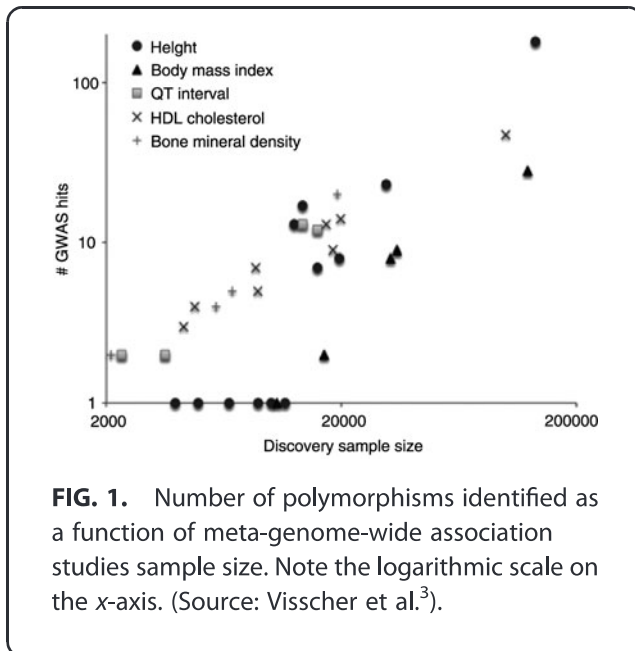 Height
Body mass index
QT interval
HDL cholesterol
Bone mineral density
# GWAS hits
100
10
1
2000
20000
200000
Discovery sample size
FIG. 1. Number of polymorphisms identified as
a function of meta-genome-wide association
studies sample size. Note the logarithmic scale on
the x-axis. (Source: Visscher et al.3).